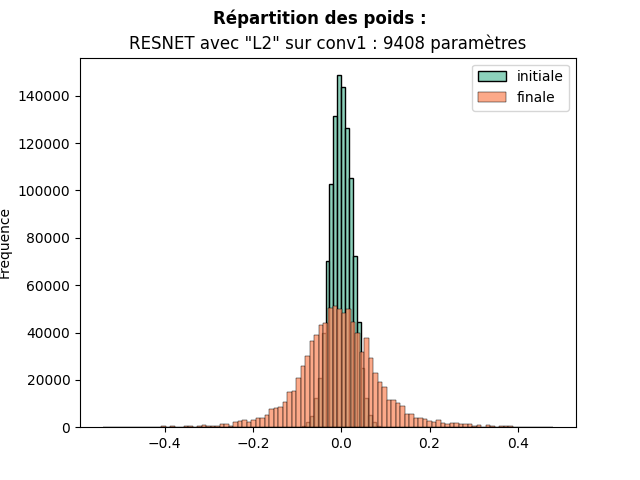 Répartition des poids :
RESNET avec "L2" sur conv1 : 9408 paramètres
initiale
finale
140000
120000
100000
80000
60000
40000
20000
0
Fréquence
−0.4 −0.2 0.0 0.2 0.4